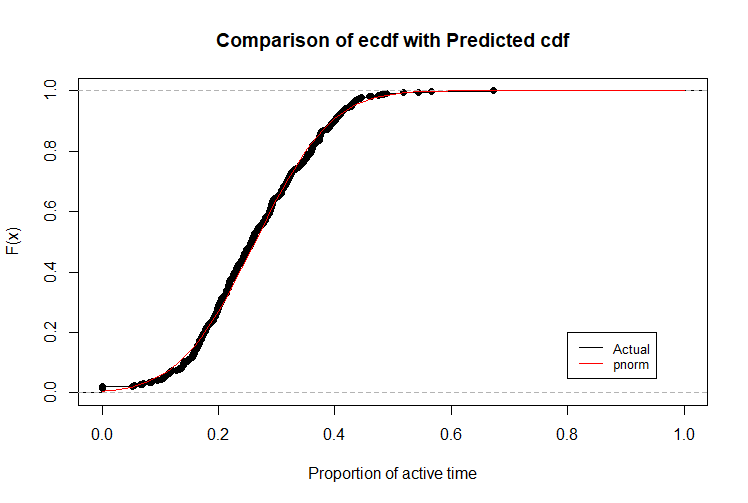 Comparison of ecdf with Predicted cdf
F(x)
1.0
0.8
0.6
0.4
0.2
0.0
Actual
pnorm
0.0 0.2 0.4 0.6 0.8 1.0
Proportion of active time